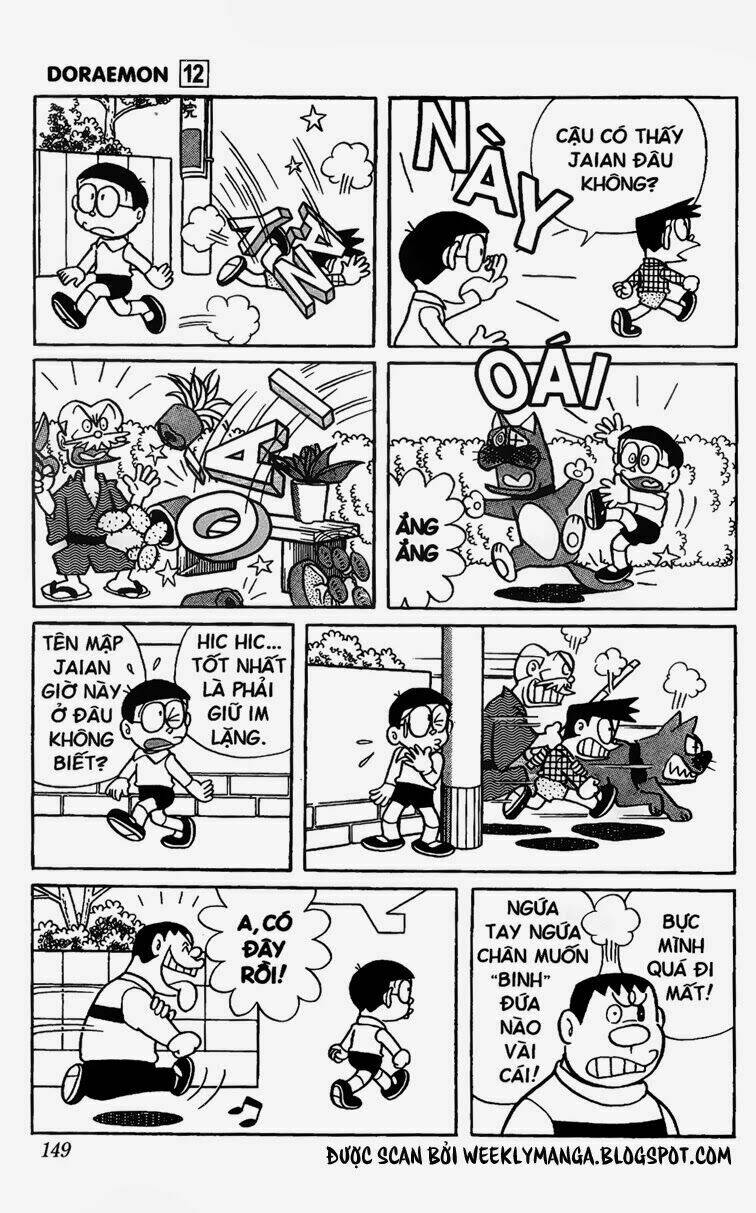 DORAEMON 12
NÀY
CẬU CÓ THẤY
JAIAN ĐÂU
KHÔNG?
院
NÀY
OÁI
ẲNG
ẲNG
OÁI
HIC HIC...
TỐT NHẤT
LÀ PHẢI
GIỮ IM
LẶNG.
TÊN MẬP
JAIAN
GIỜ NÀY
Ở ĐÂU
KHÔNG
BIẾT?
BỰC
MÌNH
QUÁ ĐI
MẤT!
NGỨA
TAY NGỨA
CHÂN MUỐN
"BINH"
ĐỨA
NÀO
VÀI
CÁI!
A, CÓ
ĐÂY
RỒI!
149
ĐƯỢC SCAN BỞI WEEKLYMANGA.BLOGSPOT.COM